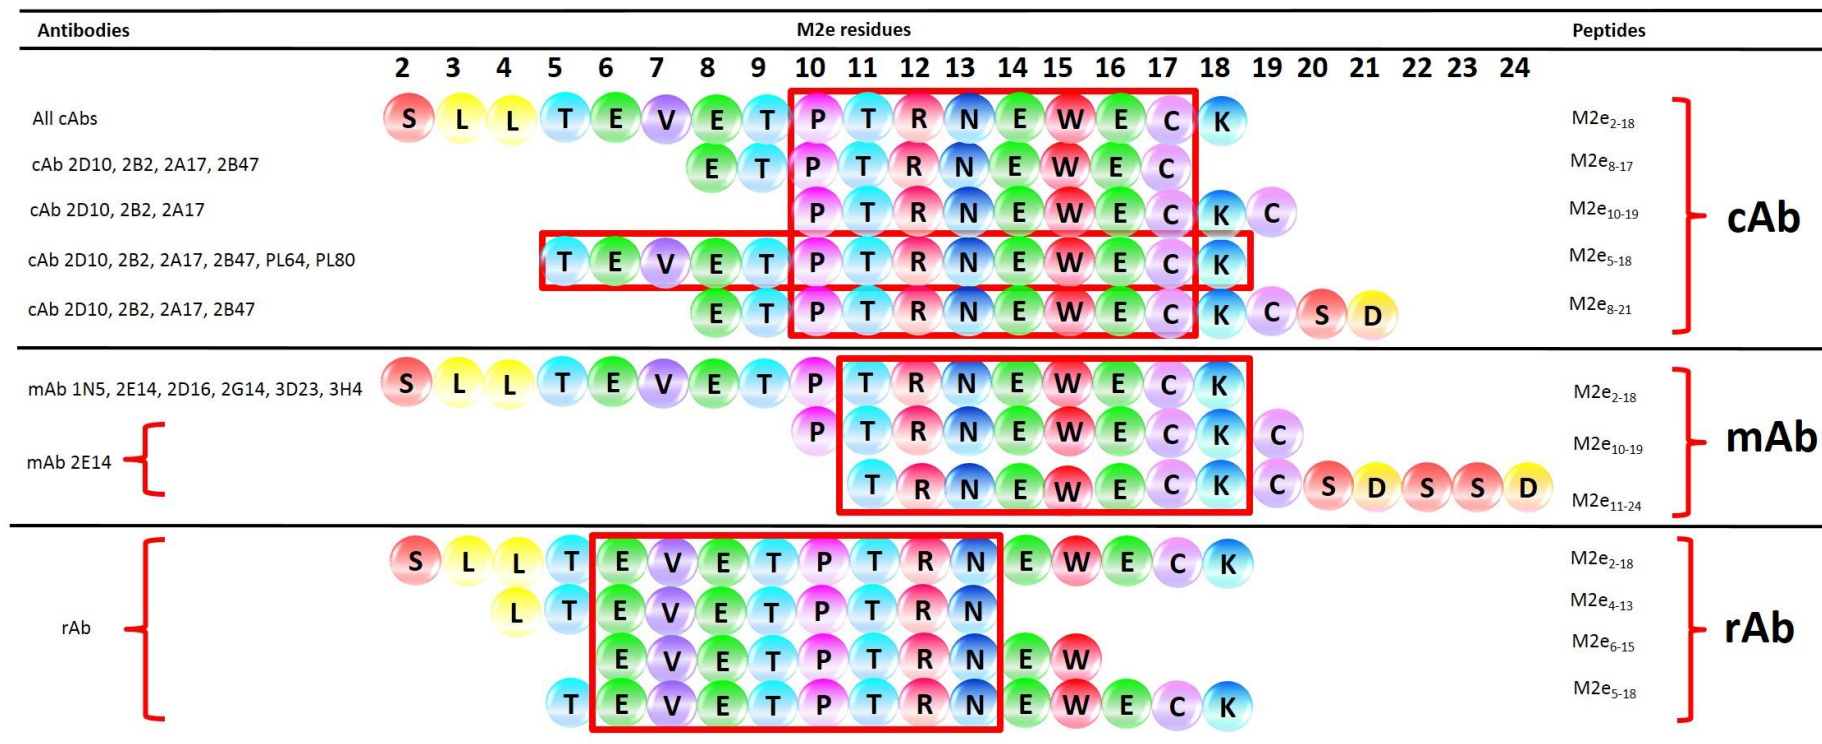 Antibodies M2e residues Peptides
2 3 4 5 6 7 8 9 10 11 12 13 14 15 16 17 18 19 20 21 22 23 24
All cAbs S L L T E V E T P T R N E W E C K M2e2-18
cAb 2D10, 2B2, 2A17, 2B47 E T P T R N E W E C M2e8-17
cAb 2D10, 2B2, 2A17 P T R N E W E C K C M2e10-19
cAb
cAb 2D10, 2B2, 2A17, 2B47, PL64, PL80 T E V E T P T R N E W E C K M2e5-18
cAb 2D10, 2B2, 2A17, 2B47 E T P T R N E W E C K C S D M2e8-21
mAb 1N5, 2E14, 2D16, 2G14, 3D23, 3H4 S L L T E V E T P T R N E W E C K M2e2-18
P T R N E W E C K C M2e10-19
mAb
mAb 2E14
T R N E W E C K C S D S S D M2e11-24
S L L T E V E T P T R N E W E C K M2e2-18
L T E V E T P T R N M2e4-13
rAb rAb
E V E T P T R N E W M2e6-15
T E V E T P T R N E W E C K M2e5-18